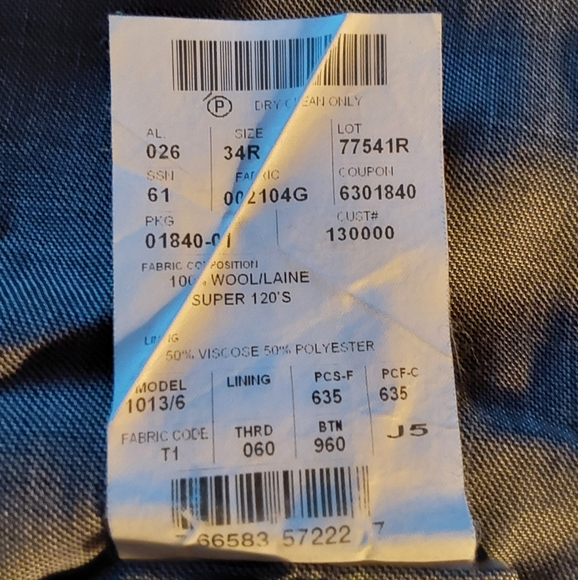 P DRY CLEAN ONLY
AL. SIZE LOT
026 34R 77541R
SSN FABRIC COUPON
61 002104G 6301840
PKG CUST#
01840-01 130000
FABRIC COMPOSITION
100% WOOL/LAINE
SUPER 120'S
LINING
50% VISCOSE 50% POLYESTER
MODEL LINING PCS-F PCF-C
1013/6 635 635
FABRIC CODE THRD BTN J5
T1 060 960
7 66583 57222 7